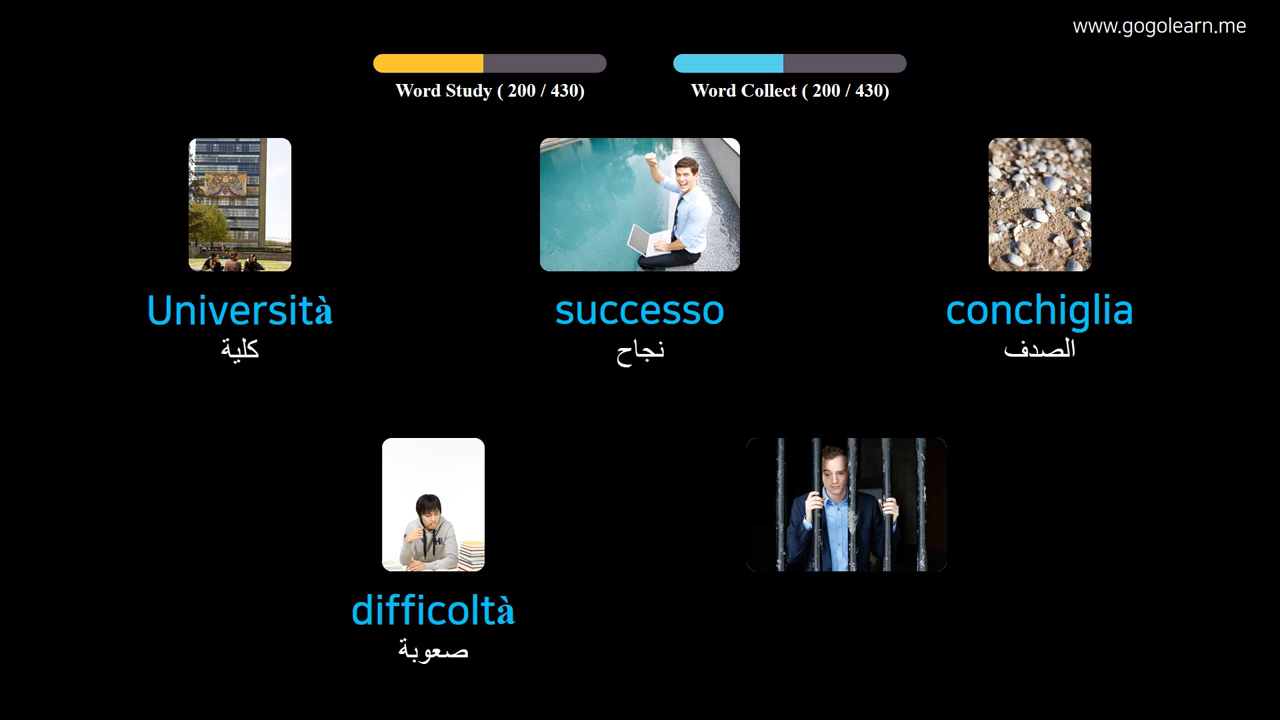 www.gogolearn.me
Word Study ( 200 / 430)
Word Collect ( 200 / 430)
Università
كلية
successo
نجاح
conchiglia
الصدف
difficoltà
صعوبة